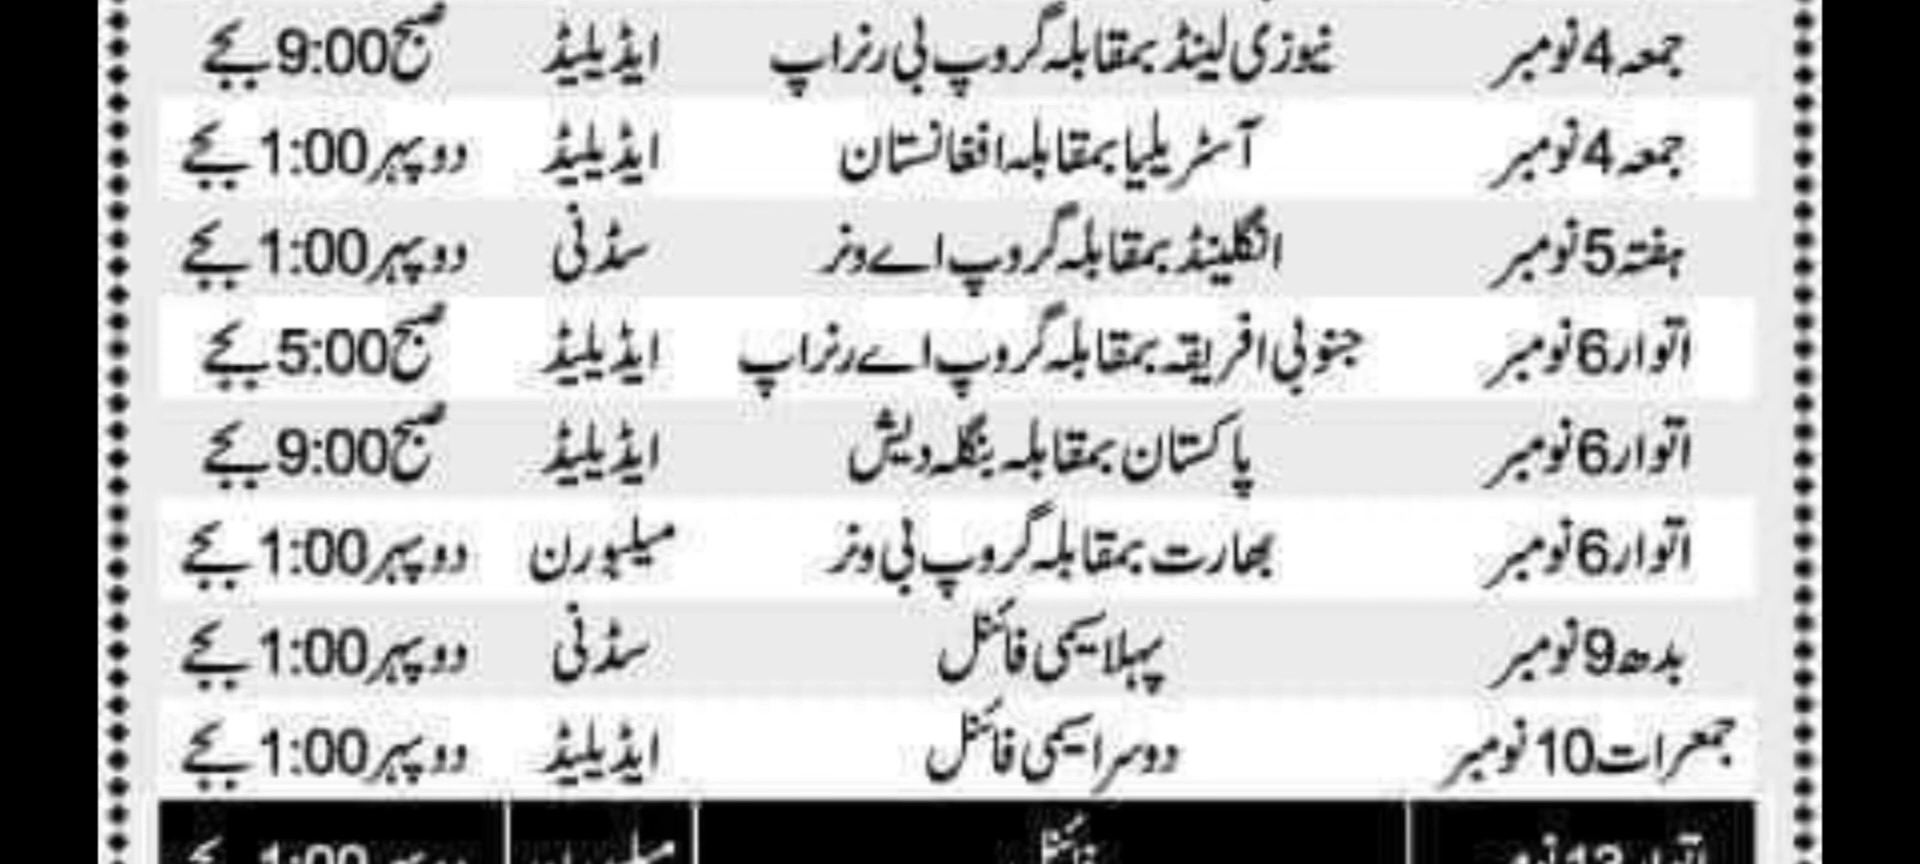 جمعہ 4 نومبر نیوزی لینڈ بمقابلہ گروپ بی رنراپ ایڈیلیڈ صبح 9:00 بجے
جمعہ 4 نومبر آسٹریلیا بمقابلہ افغانستان ایڈیلیڈ دوپہر 1:00 بجے
ہفتہ 5 نومبر انگلینڈ بمقابلہ گروپ اے ونر سڈنی دوپہر 1:00 بجے
اتوار 6 نومبر جنوبی افریقہ بمقابلہ گروپ اے رنراپ ایڈیلیڈ صبح 5:00 بجے
اتوار 6 نومبر پاکستان بمقابلہ بنگلہ دیش ایڈیلیڈ صبح 9:00 بجے
اتوار 6 نومبر بھارت بمقابلہ گروپ بی ونر میلبورن دوپہر 1:00 بجے
بدھ 9 نومبر پہلا سیمی فائنل سڈنی دوپہر 1:00 بجے
جمعرات 10 نومبر دوسرا سیمی فائنل ایڈیلیڈ دوپہر 1:00 بجے